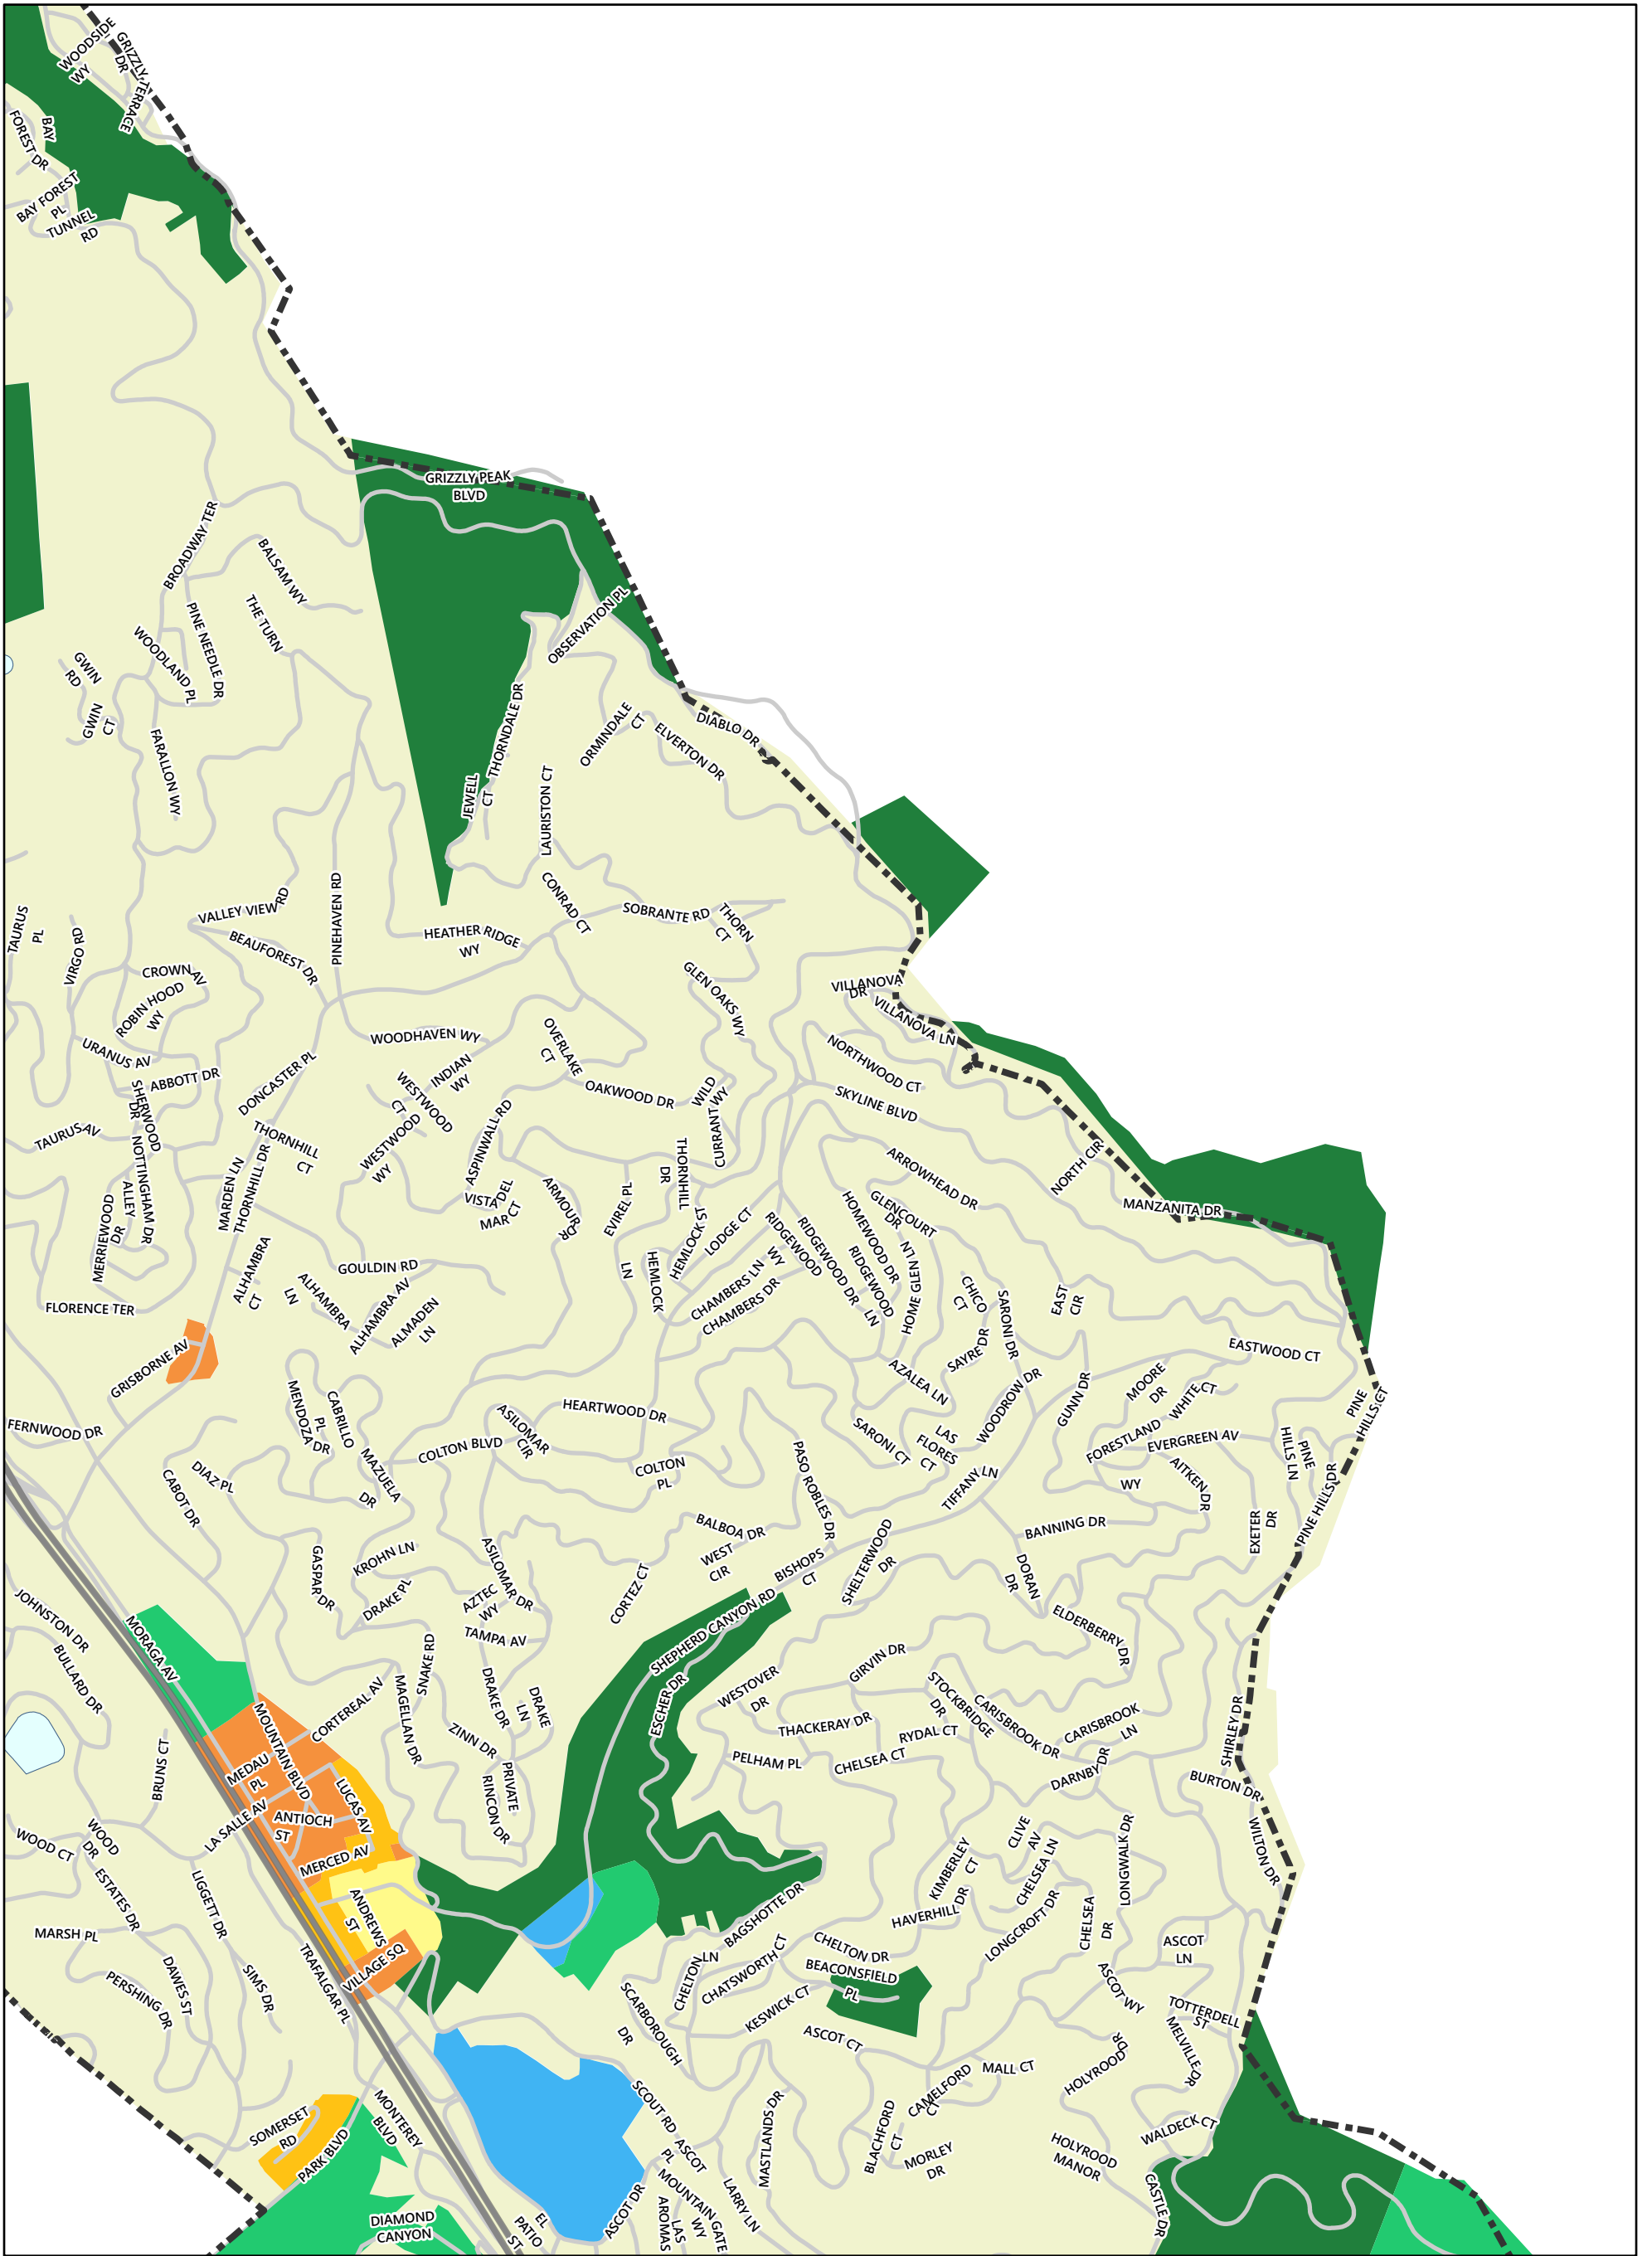 WOODSIDE
WY
GRIZZLY TERRACE
DR
BAY
FOREST DR
BAY FOREST
PL
TUNNEL
RD
GRIZZLY PEAK
BLVD
BROADWAY TER
BALSAM WY
THE TURN
PINE NEEDLE DR
WOODLAND PL
GWIN
RD
GWIN
CT
FARALLON WY
OBSERVATION PL
THORNDALE DR
JEWELL
CT
ORMINDALE
CT
ELVERTON DR
DIABLO DR
LAURISTON CT
CONRAD CT
SOBRANTE RD
THORN
CT
HEATHER RIDGE
WY
VALLEY VIEW RD
PINEHAVEN RD
BEAUFOREST DR
TAURUS
PL
VIRGO RD
CROWN AV
ROBIN HOOD
WY
URANUS AV
ABBOTT DR
SHERWOOD
DR
TAURUS AV
NOTTINGHAM DR
ALLEY
MERRIEWOOD
DR
FLORENCE TER
DONCASTER PL
THORNHILL
CT
MARDEN LN
THORNHILL DR
ALHAMBRA
CT
ALHAMBRA
LN
ALHAMBRA AV
ALMADEN
LN
GOULDIN RD
WOODHAVEN WY
INDIAN
WY
WESTWOOD
CT
WESTWOOD
WY
OVERLAKE
CT
OAKWOOD DR
ASPINWALL RD
VISTA DEL
MAR CT
ARMOUR
DR
EVIREL PL
GLEN OAKS WY
WILD
CURRANT WY
THORNHILL
DR
HEMLOCK ST
HEMLOCK
LN
LODGE CT
CHAMBERS LN
CHAMBERS DR
RIDGEWOOD
WY
RIDGEWOOD DR
RIDGEWOOD
LN
HOMEWOOD DR
GLENCOURT
DR
HOME GLEN LN
VILLANOVA
DR
VILLANOVA LN
NORTHWOOD CT
SKYLINE BLVD
ARROWHEAD DR
NORTH CIR
MANZANITA DR
CHICO
CT
SARONI DR
SAYRE DR
EAST
CIR
EASTWOOD CT
AZALEA LN
WOODROW DR
GUNN DR
MOORE
DR
WHITE CT
FORESTLAND
WY
EVERGREEN AV
AITKEN DR
PINE
HILLS CT
PINE
HILLS LN
PINE HILLS DR
EXETER
DR
SARONI CT
LAS
FLORES
CT
TIFFANY LN
BANNING DR
DORAN
DR
ELDERBERRY DR
GRISBORNE AV
FERNWOOD DR
MENDOZA DR
PL
CABRILLO
MAZUELA
DR
DIAZ PL
CABOT DR
COLTON BLVD
ASILOMAR
CIR
HEARTWOOD DR
COLTON
PL
PASO ROBLES DR
BALBOA DR
WEST
CIR
BISHOPS
CT
SHELTERWOOD
DR
CORTEZ CT
GASPAR DR
KROHN LN
DRAKE PL
ASILOMAR DR
AZTEC
WY
TAMPA AV
SNAKE RD
DRAKE DR
DRAKE
LN
MAGELLAN DR
ZINN DR
PRIVATE
RINCON DR
CORTEREAL AV
JOHNSTON DR
BULLARD DR
MORAGA AV
MOUNTAIN BLVD
MEDAU
PL
LUCAS AV
LA SALLE AV
ANTIOCH
ST
MERCED AV
ANDREWS
ST
VILLAGE SQ
BRUNS CT
WOOD CT
WOOD
DR
ESTATES DR
LIGGETT DR
MARSH PL
PERSHING DR
DAWES ST
SIMS DR
TRAFALGAR PL
SOMERSET
RD
PARK BLVD
MONTEREY
BLVD
DIAMOND
CANYON
EL
PATIO
ST
SHEPHERD CANYON RD
ESCHER DR
WESTOVER
DR
GIRVIN DR
THACKERAY DR
PELHAM PL
CHELSEA CT
RYDAL CT
STOCKBRIDGE
DR
CARISBROOK DR
CARISBROOK
LN
DARNBY DR
SHIRLEY DR
BURTON DR
WILTON DR
CLIVE
AV
CHELSEA LN
KIMBERLEY
CT
LONGWALK DR
HAVERHILL DR
LONGCROFT DR
CHELSEA
DR
BAGSHOTTE DR
CHELTON LN
CHATSWORTH CT
CHELTON DR
BEACONSFIELD
PL
KESWICK CT
ASCOT CT
SCARBOROUGH
DR
ASCOT
LN
ASCOT WY
TOTTERDELL
ST
MELVILLE DR
HOLYROOD
DR
MALL CT
CAMELFORD
CT
BLACHFORD
CT
MORLEY
DR
HOLYROOD
MANOR
WALDECK CT
CASTLE DR
SCOUT RD
ASCOT
PL
MASTLANDS DR
MOUNTAIN GATE
WY
LARRY LN
ASCOT DR
LAS
AROMAS